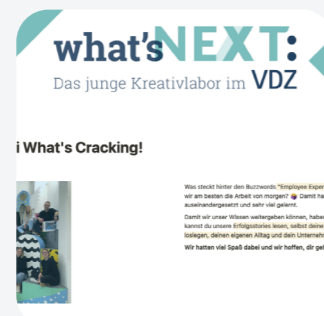 what's NEXT:
Das junge Kreativlabor im VDZ
i What's Cracking!
Was steckt hinter den Buzzwords "Employee Exper
wir am besten die Arbeit von morgen? 🤯 Damit ha
auseinandergesetzt und sehr viel gelernt.
Damit wir unser Wissen weitergeben können, habe
kannst du unsere Erfolgsstories lesen, selbst deine
loslegen, deinen eigenen Alltag und dein Unterneh
Wir hatten viel Spaß dabei und wir hoffen, dir gef